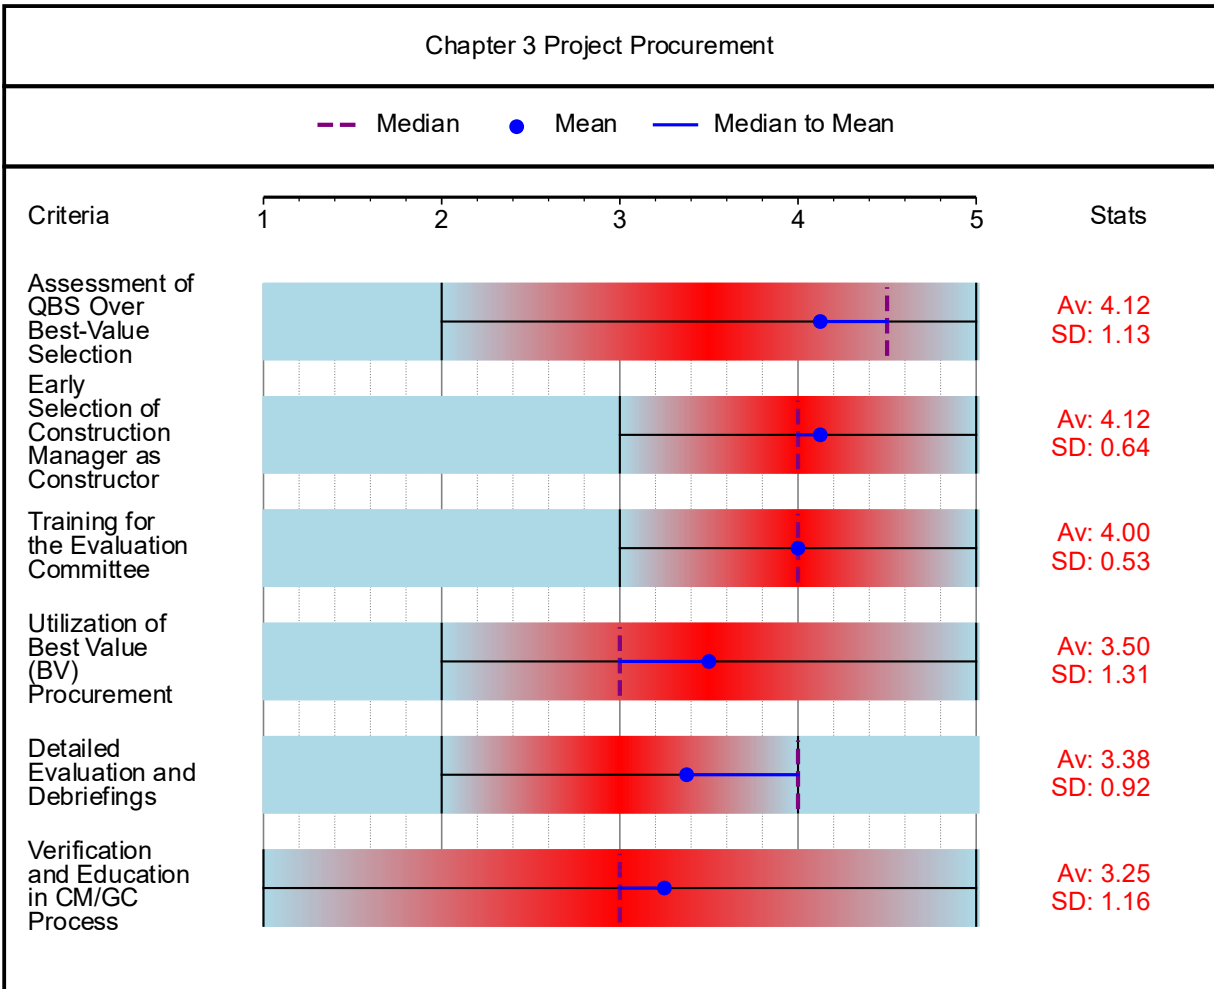 Chapter 3 Project Procurement
Median
Mean
Median to Mean
Criteria
1
2
3
4
5
Stats
Assessment of
QBS Over
Best-Value
Selection
Av: 4.12
SD: 1.13
Early
Selection of
Construction
Manager as
Constructor
Av: 4.12
SD: 0.64
Training for
the Evaluation
Committee
Av: 4.00
SD: 0.53
Utilization of
Best Value
(BV)
Procurement
Av: 3.50
SD: 1.31
Detailed
Evaluation and
Debriefings
Av: 3.38
SD: 0.92
Verification
and Education
in CM/GC
Process
Av: 3.25
SD: 1.16